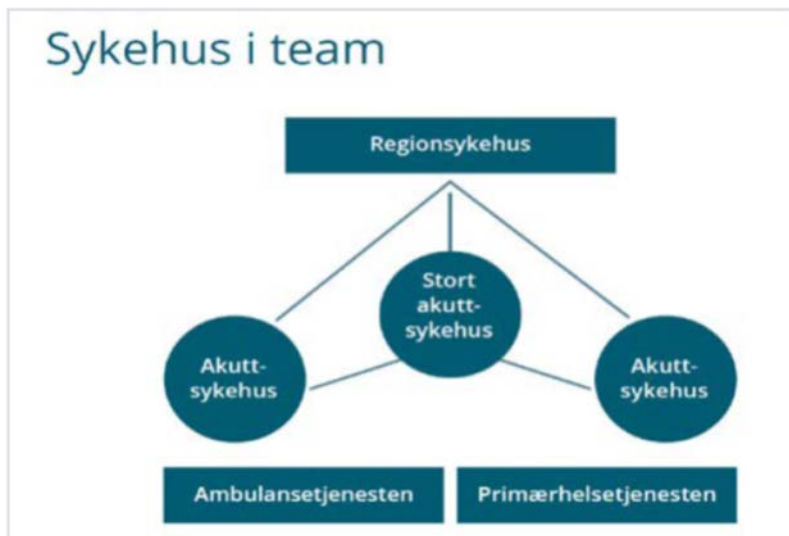 Sykehus i team
Regionsykehus
Stort
akutt-
sykehus
Akutt-
sykehus
Akutt-
sykehus
Ambulansetjenesten
Primærhelsetjenesten